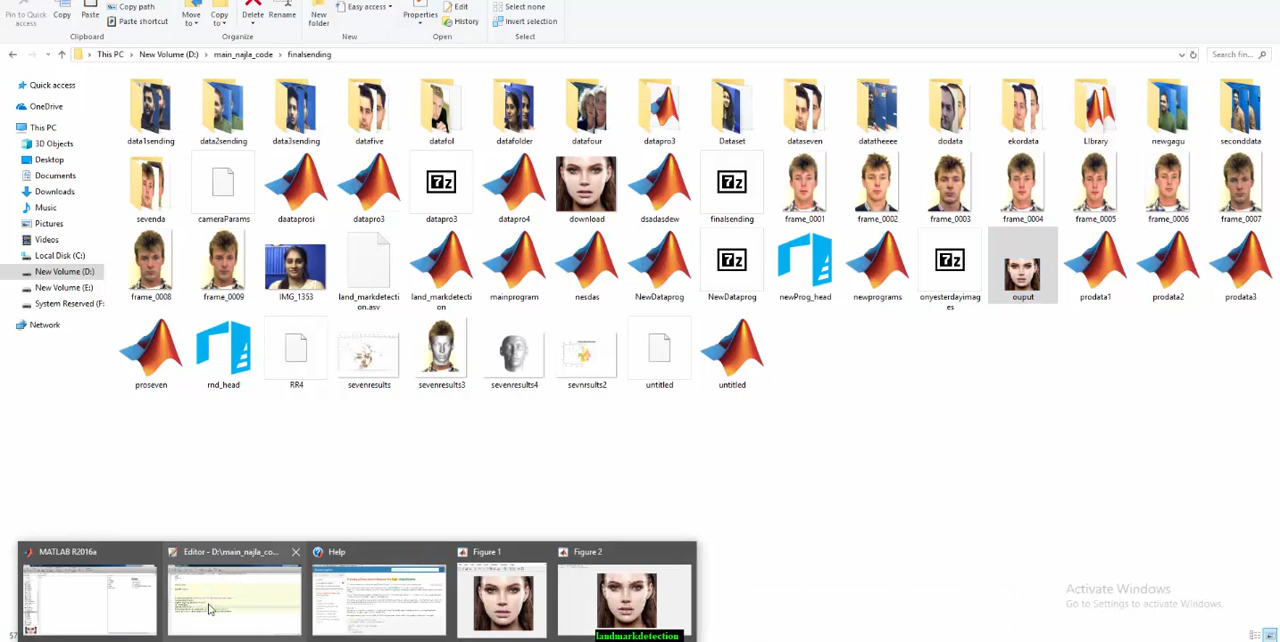 Pin to Quick access
Copy
Paste
Copy path
Paste shortcut
Move to
Copy to
Delete
Rename
New folder
Easy access
Properties
Edit
History
Select none
Invert selection
Clipboard
Organize
New
Open
Select
This PC > New Volume (D:) > main_najla_code > finalsending
Search fin...
Quick access
OneDrive
This PC
3D Objects
Desktop
Documents
Downloads
Music
Pictures
Videos
Local Disk (C:)
New Volume (D:)
New Volume (E:)
System Reserved (F:
Network
data1sending
data2sending
data3sending
datafive
datafol
datafolder
datafour
datapro3
Dataset
dataseven
datatheeee
dodata
ekordata
LIbrary
newgagu
seconddata
sevenda
cameraParams
daataprosi
datapro3
datapro3
datapro4
download
dsadasdew
finalsending
frame_0001
frame_0002
frame_0003
frame_0004
frame_0005
frame_0006
frame_0007
frame_0008
frame_0009
IMG_1353
land_markdetecti
on.asv
land_markdetecti
on
mainprogram
nesdas
NewDataprog
NewDataprog
newProg_head
newprograms
onyesterdayimag
es
ouput
prodata1
prodata2
prodata3
proseven
rnd_head
RR4
sevenresults
sevenresults3
sevenresults4
sevnrsults2
untitled
untitled
MATLAB R2016a
Editor - D:\main_najla_co...
Help
Figure 1
Figure 2
landmarkdetection
Activate Windows
Go to Settings to activate Windows.
57